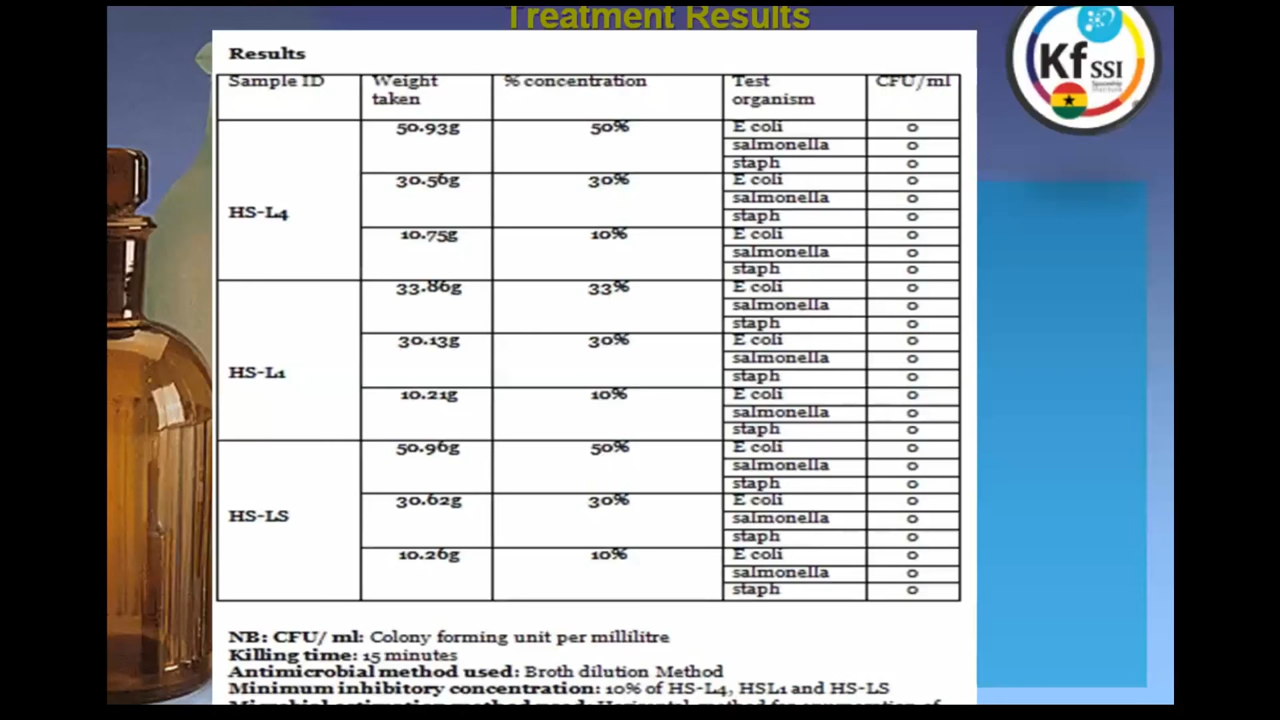 Treatment Results
Kf SSI
Spaceship
Institute
Results
Sample ID Weight taken % concentration Test organism CFU/ml
HS-L4 50.93g 50% E coli 0
salmonella 0
staph 0
30.56g 30% E coli 0
salmonella 0
staph 0
10.75g 10% E coli 0
salmonella 0
staph 0
HS-L1 33.86g 33% E coli 0
salmonella 0
staph 0
30.13g 30% E coli 0
salmonella 0
staph 0
10.21g 10% E coli 0
salmonella 0
staph 0
HS-LS 50.96g 50% E coli 0
salmonella 0
staph 0
30.62g 30% E coli 0
salmonella 0
staph 0
10.26g 10% E coli 0
salmonella 0
staph 0
NB: CFU/ ml: Colony forming unit per millilitre
Killing time: 15 minutes
Antimicrobial method used: Broth dilution Method
Minimum inhibitory concentration: 10% of HS-L4, HSL1 and HS-LS